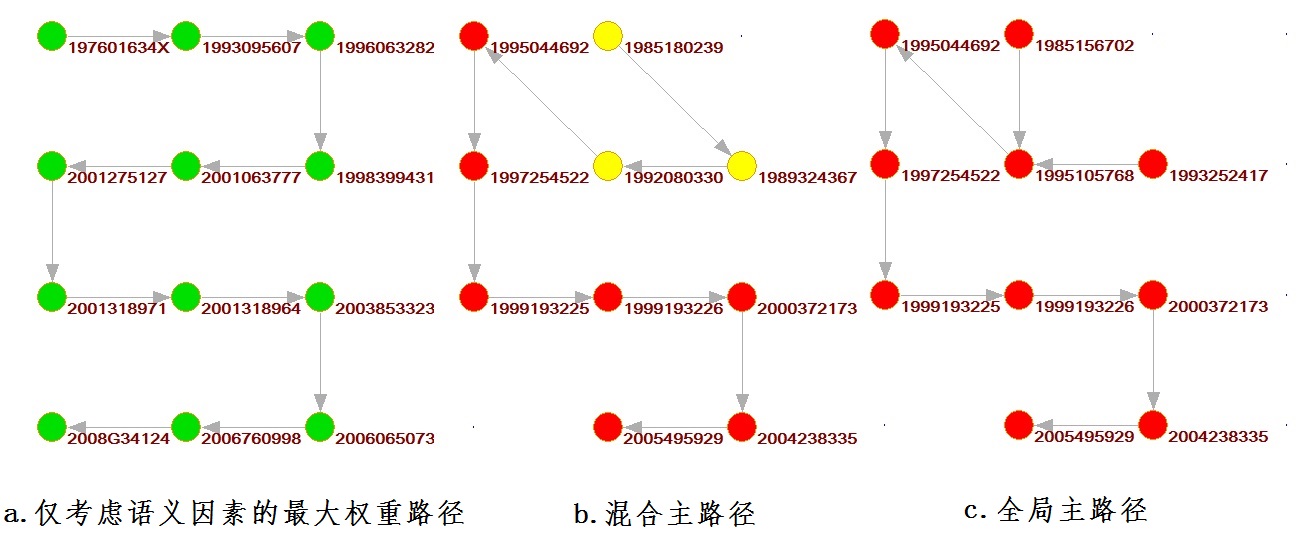 197601634X 1993095607 1996063282 1995044692 1985180239 1995044692 1985156702
2001275127 2001063777 1998399431 1997254522 1992080330 1989324367 1997254522 1995105768 1993252417
2001318971 2001318964 2003853323 1999193225 1999193226 2000372173 1999193225 1999193226 2000372173
2008G34124 2006760998 2006065073 2005495929 2004238335 2005495929 2004238335
a.仅考虑语义因素的最大权重路径 b.混合主路径 c.全局主路径